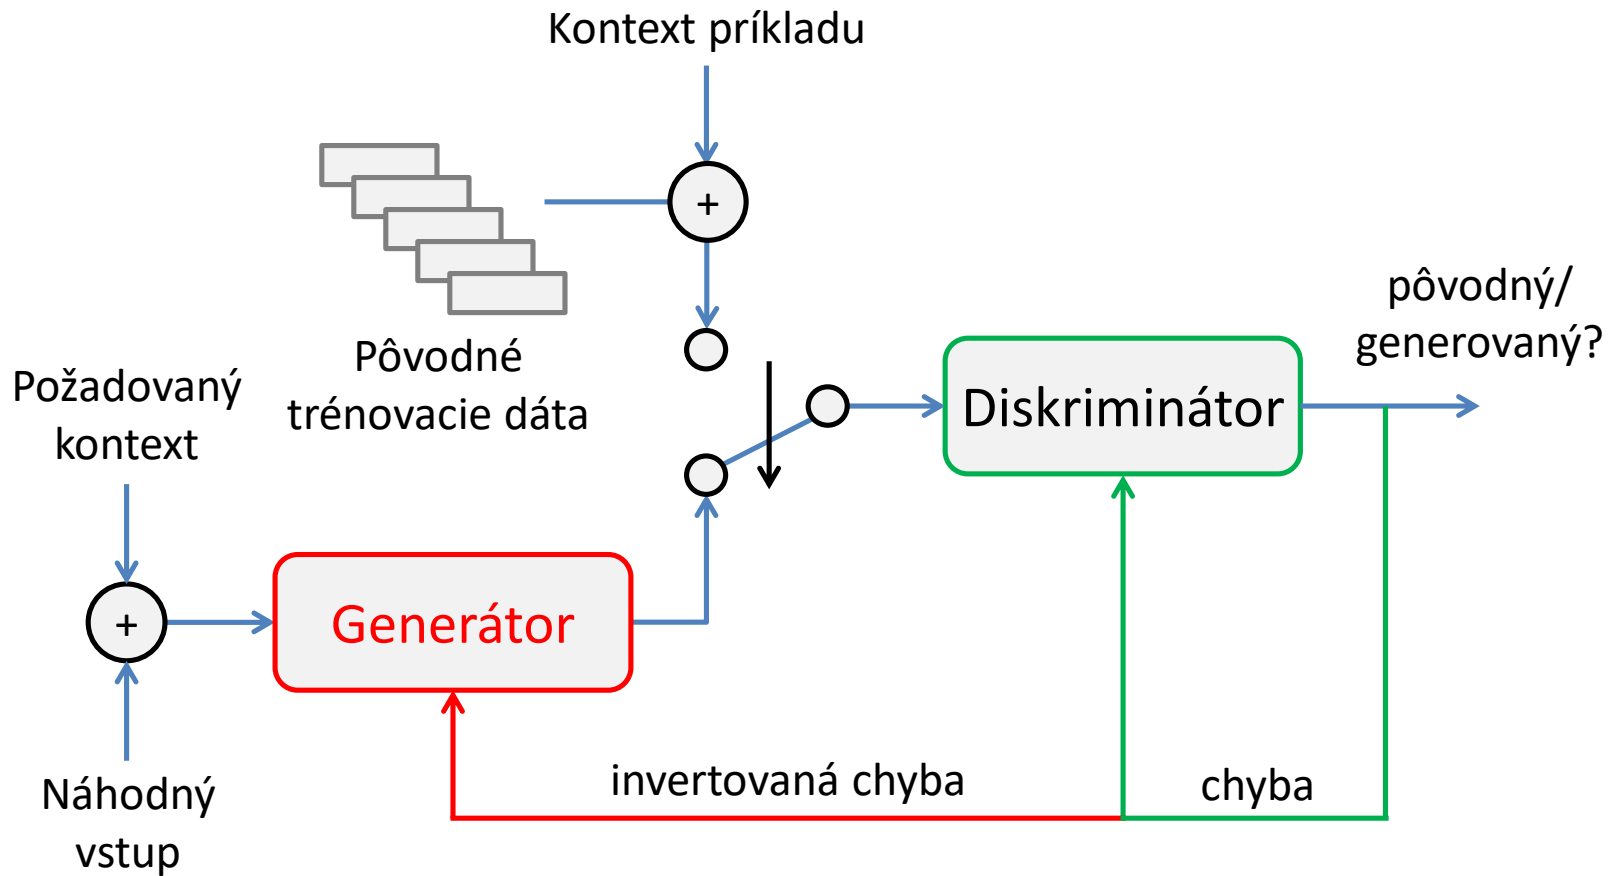 Kontext príkladu
+
Pôvodné
trénovacie dáta
pôvodný/
generovaný?
Požadovaný
kontext
Diskriminátor
+
Generátor
invertovaná chyba
chyba
Náhodný
vstup